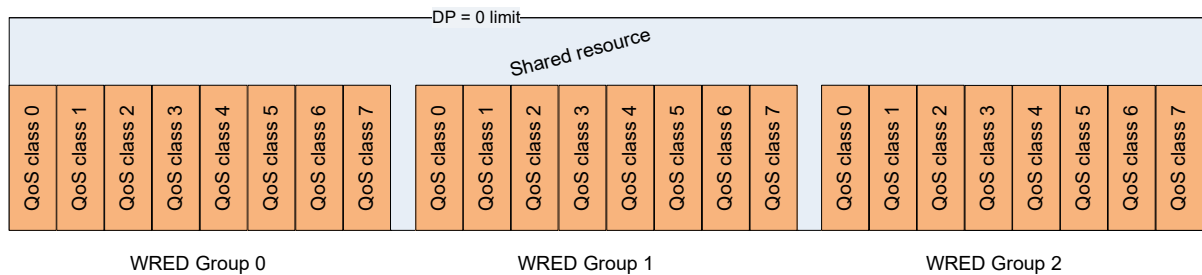 DP = 0 limit
Shared resource
QoS class 0
QoS class 1
QoS class 2
QoS class 3
QoS class 4
QoS class 5
QoS class 6
QoS class 7
QoS class 0
QoS class 1
QoS class 2
QoS class 3
QoS class 4
QoS class 5
QoS class 6
QoS class 7
QoS class 0
QoS class 1
QoS class 2
QoS class 3
QoS class 4
QoS class 5
QoS class 6
QoS class 7
WRED Group 0
WRED Group 1
WRED Group 2